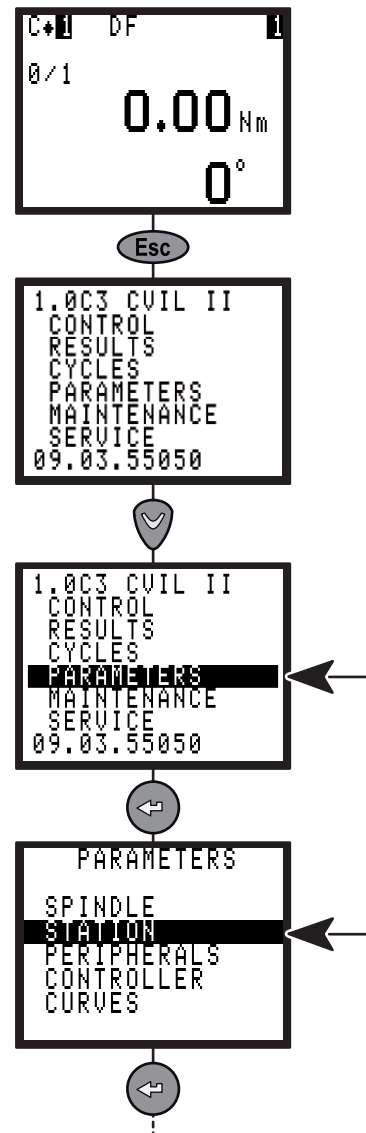 C♦1 DF 1
0/1
0.00 Nm
0°
Esc
1.0C3 CVIL II
CONTROL
RESULTS
CYCLES
PARAMETERS
MAINTENANCE
SERVICE
09.03.55050
1.0C3 CVIL II
CONTROL
RESULTS
CYCLES
PARAMETERS
MAINTENANCE
SERVICE
09.03.55050
PARAMETERS
SPINDLE
STATION
PERIPHERALS
CONTROLLER
CURVES